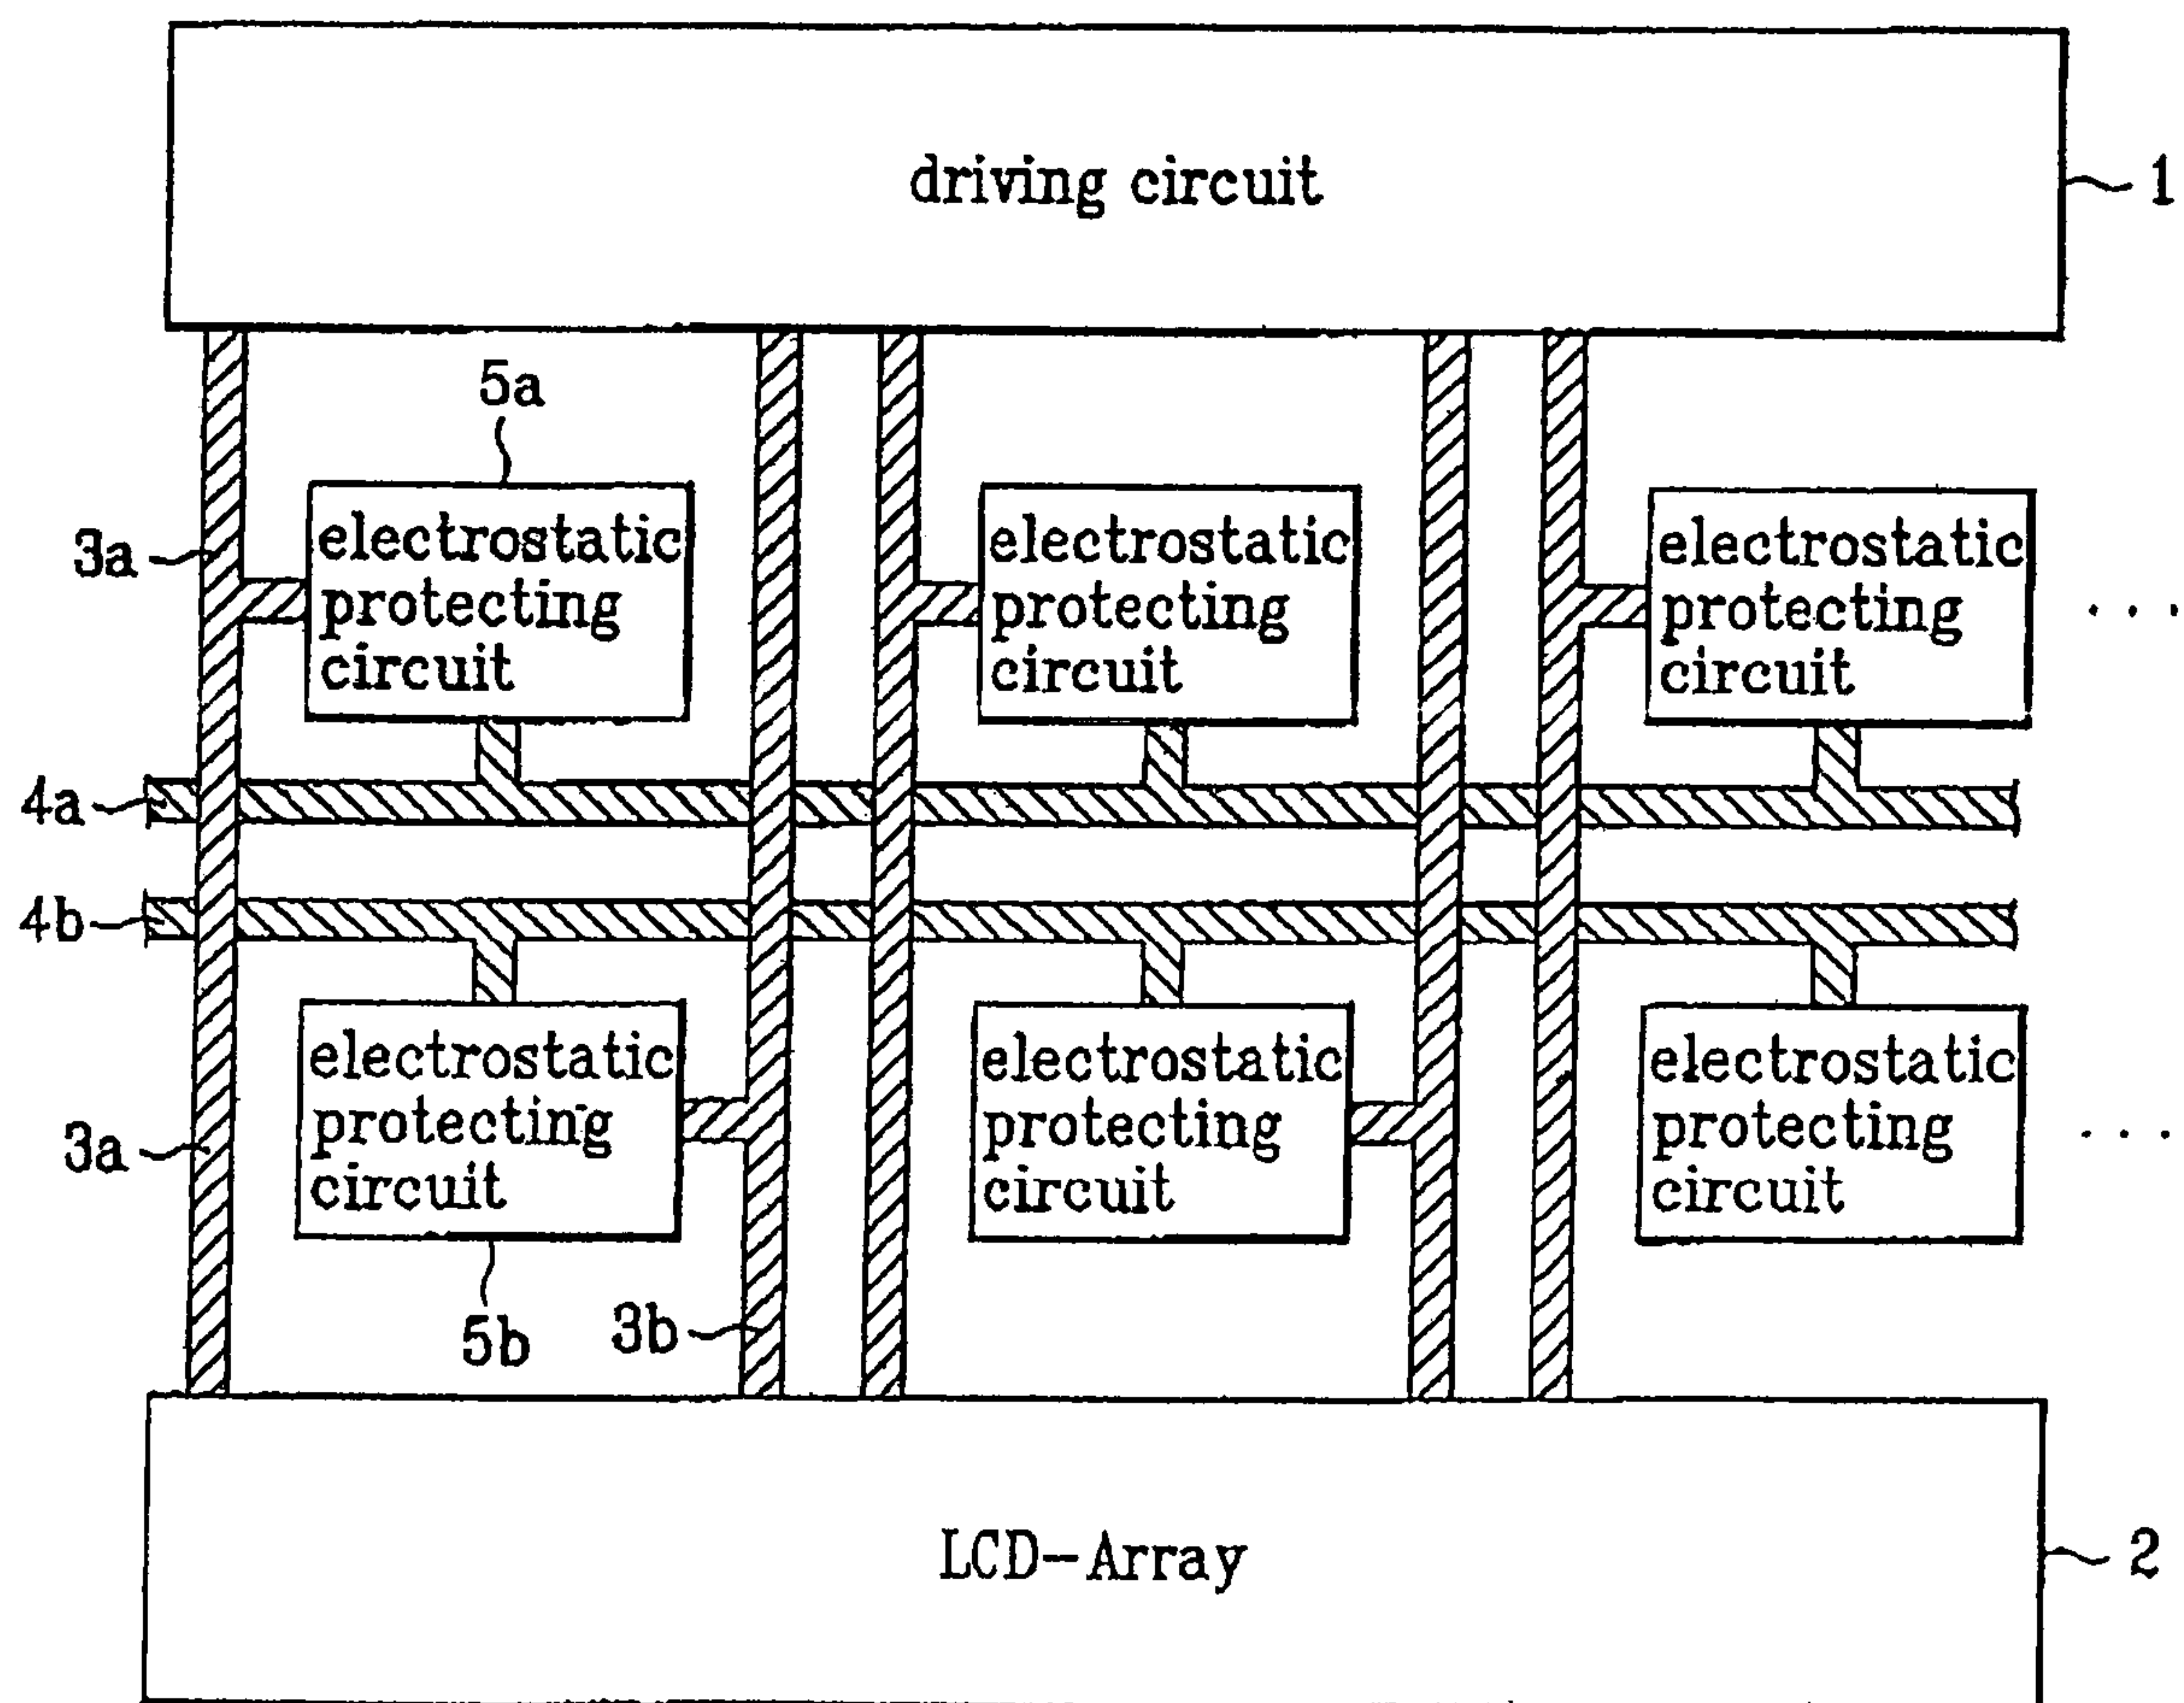 driving circuit
1
5a
3a
electrostatic
protecting
circuit
electrostatic
protecting
circuit
electrostatic
protecting
circuit
. . .
4a
4b
electrostatic
protecting
circuit
electrostatic
protecting
circuit
electrostatic
protecting
circuit
. . .
3a
5b
3b
LCD-Array
2